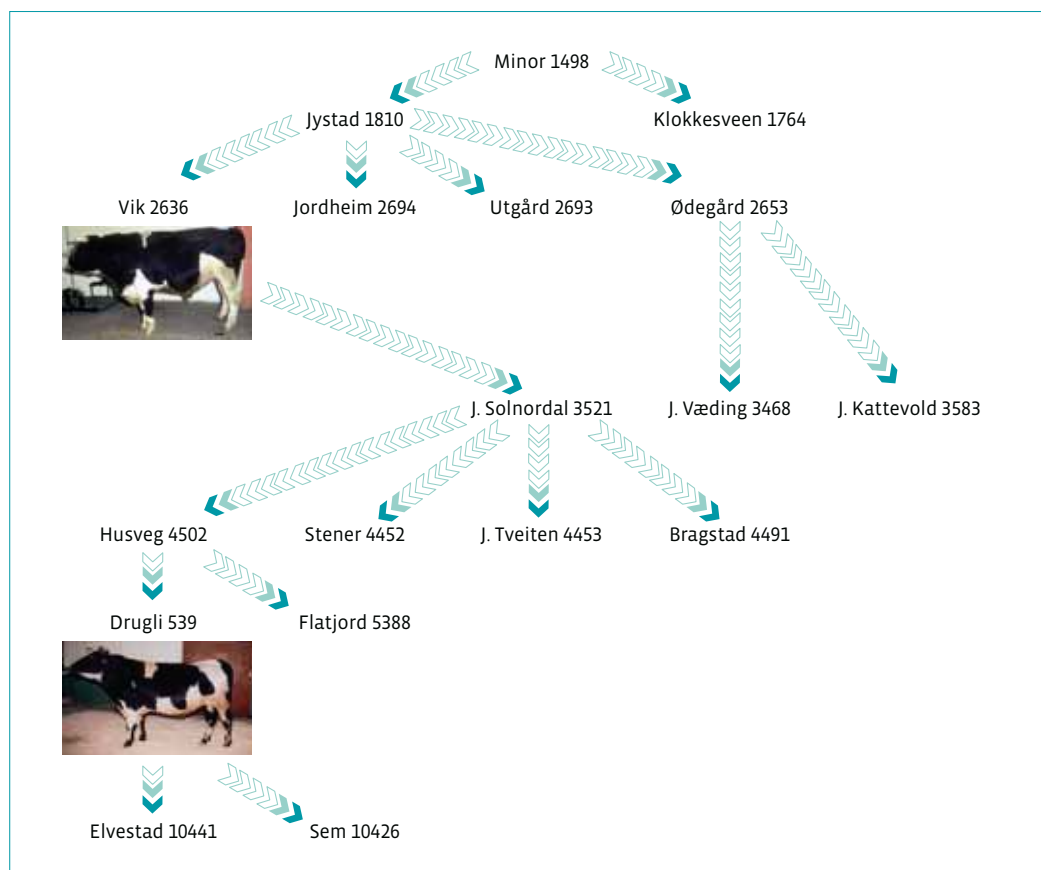 Minor 1498
Jystad 1810
Klokkesveen 1764
Vik 2636
Jordheim 2694
Utgård 2693
Ødegård 2653
J. Solnordal 3521
J. Væding 3468
J. Kattevold 3583
Husveg 4502
Stener 4452
J. Tveiten 4453
Bragstad 4491
Drugli 539
Flatjord 5388
Elvestad 10441
Sem 10426